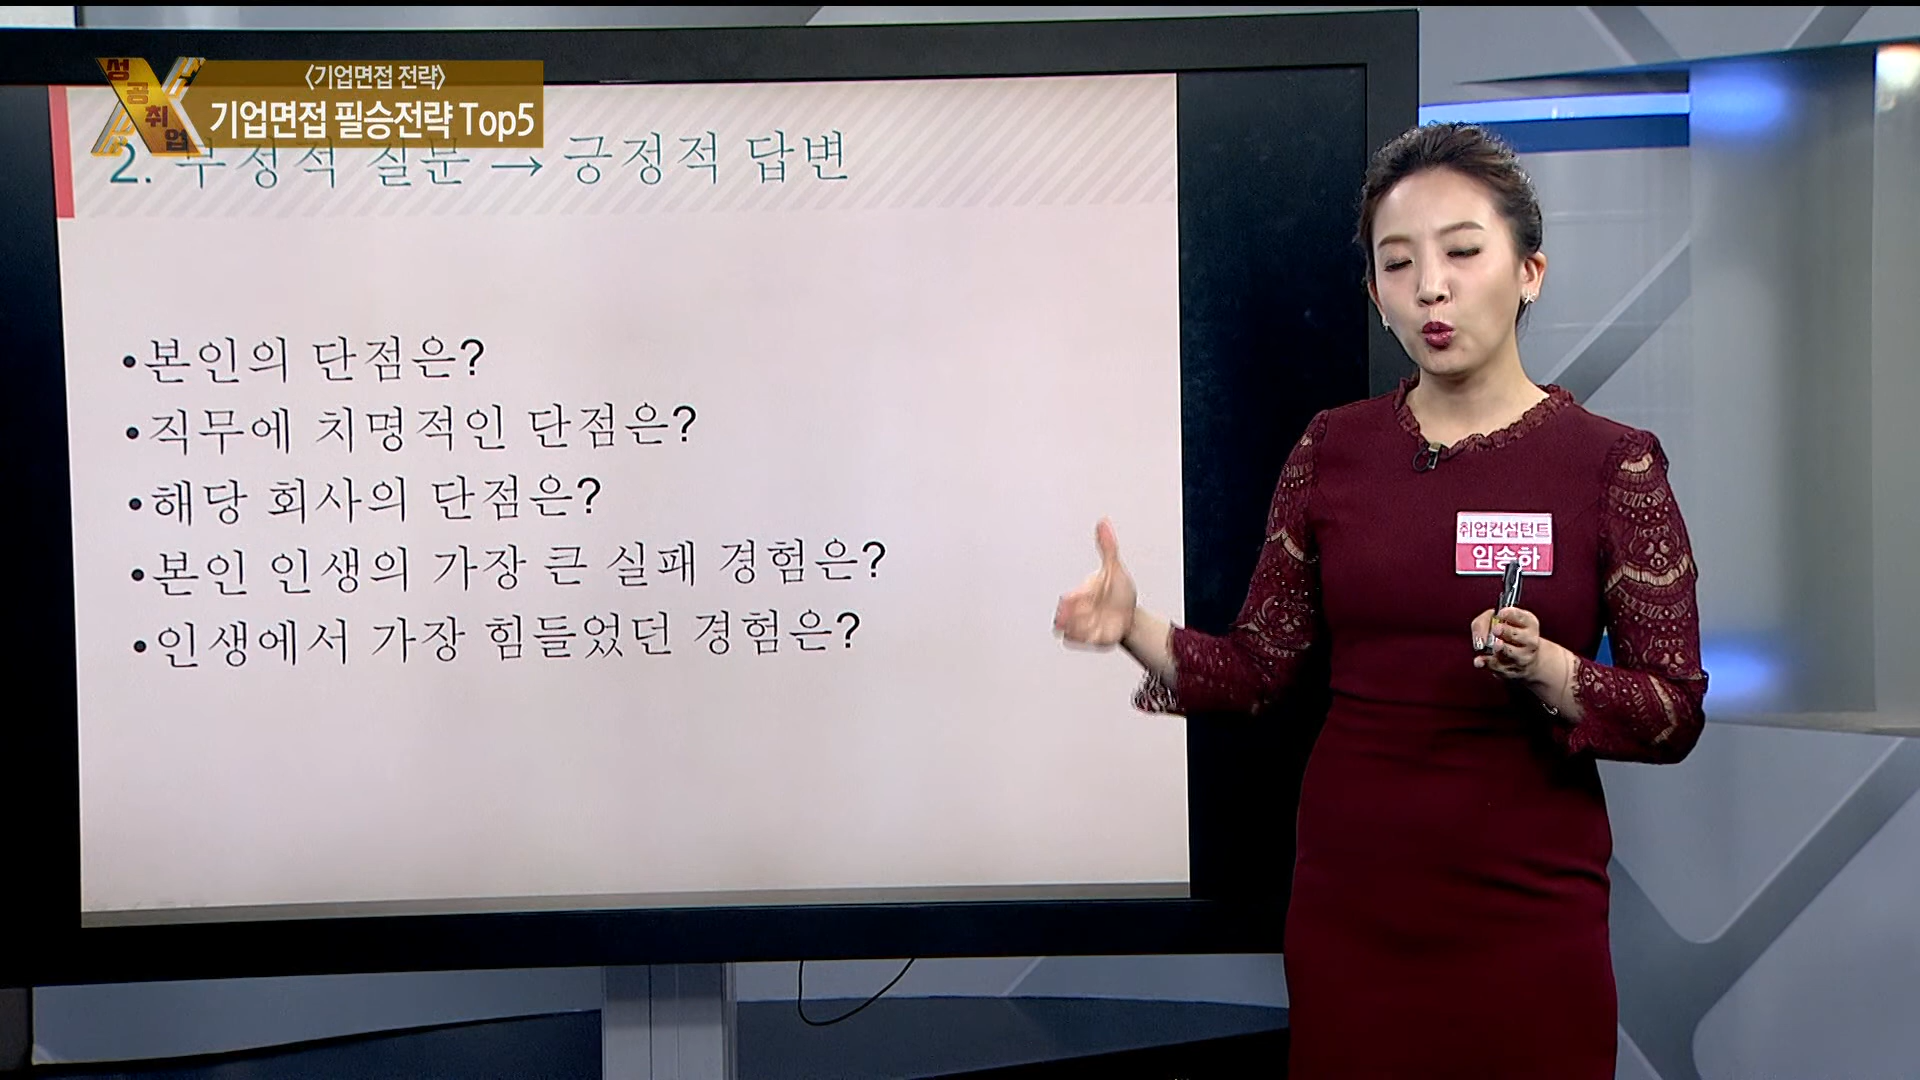 성공취업
<기업면접 전략>
기업면접 필승전략 Top5
2. 부정적 질문 → 긍정적 답변
•본인의 단점은?
•직무에 치명적인 단점은?
•해당 회사의 단점은?
•본인 인생의 가장 큰 실패 경험은?
•인생에서 가장 힘들었던 경험은?
취업컨설턴트
임송하